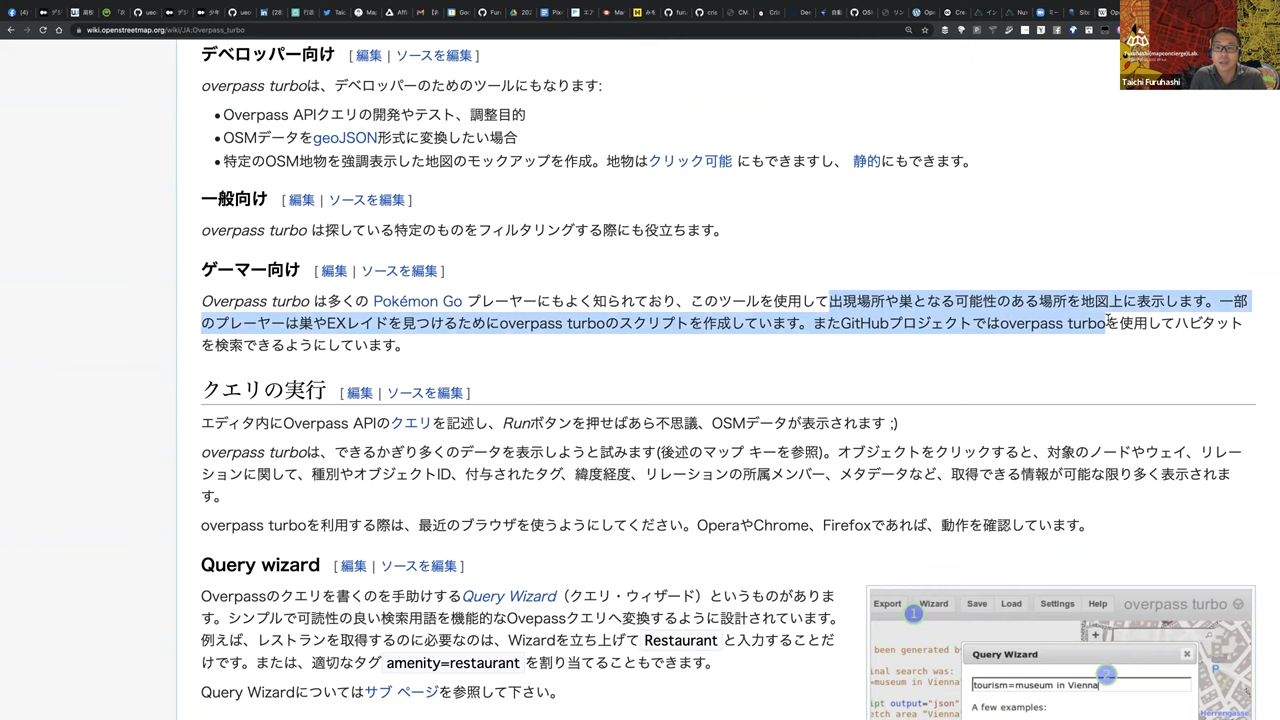 wiki.openstreetmap.org/wiki/JA:Overpass_turbo
Furuhashi(mapconcierge)Lab.
Taichi Furuhashi
デベロッパー向け [ 編集 | ソースを編集 ]
overpass turboは、デベロッパーのためのツールにもなります:
• Overpass APIクエリの開発やテスト、調整目的
• OSMデータをgeoJSON形式に変換したい場合
• 特定のOSM地物を強調表示した地図のモックアップを作成。地物はクリック可能 にもできますし、 静的にもできます。
一般向け [ 編集 | ソースを編集 ]
overpass turbo は探している特定のものをフィルタリングする際にも役立ちます。
ゲーマー向け [ 編集 | ソースを編集 ]
Overpass turbo は多くの Pokémon Go プレーヤーにもよく知られており、このツールを使用して出現場所や巣となる可能性のある場所を地図上に表示します。一部
のプレーヤーは巣やEXレイドを見つけるためにoverpass turboのスクリプトを作成しています。またGitHubプロジェクトではoverpass turboを使用してハビタット
を検索できるようにしています。
クエリの実行 [ 編集 | ソースを編集 ]
エディタ内にOverpass APIのクエリを記述し、Runボタンを押せばあら不思議、OSMデータが表示されます ;)
overpass turboは、できるかぎり多くのデータを表示しようと試みます(後述のマップ キーを参照)。オブジェクトをクリックすると、対象のノードやウェイ、リレー
ションに関して、種別やオブジェクトID、付与されたタグ、緯度経度、リレーションの所属メンバー、メタデータなど、取得できる情報が可能な限り多く表示されま
す。
overpass turboを利用する際は、最近のブラウザを使うようにしてください。OperaやChrome、Firefoxであれば、動作を確認しています。
Query wizard [ 編集 | ソースを編集 ]
Overpassのクエリを書くのを手助けするQuery Wizard（クエリ・ウィザード）というものがありま
す。シンプルで可読性の良い検索用語を機能的なOvepassクエリへ変換するように設計されています。
例えば、レストランを取得するのに必要なのは、Wizardを立ち上げて Restaurant と入力することだ
けです。または、適切なタグ amenity=restaurant を割り当てることもできます。
Query Wizardについてはサブ ページを参照して下さい。
Export Wizard Save Load Settings Help overpass turbo
1
been generated by
inal search was:
=museum in Vienna
Query Wizard
2
tourism=museum in Vienna
ipt output="json"
etch area "Vienna
A few examples:
Herrengasse